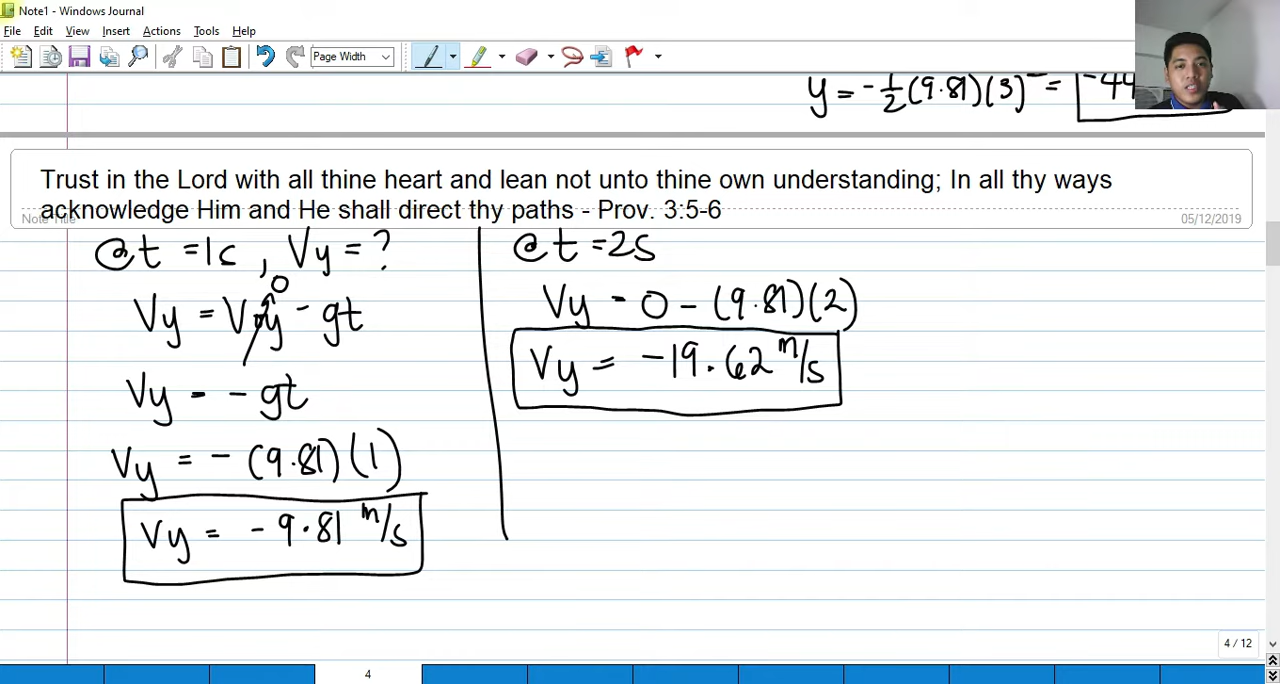 Note1 - Windows Journal
File Edit View Insert Actions Tools Help
Page Width
y = -1/2 (9.81)(3) = -44
Trust in the Lord with all thine heart and lean not unto thine own understanding; In all thy ways
acknowledge Him and He shall direct thy paths - Prov. 3:5-6
Note Title
05/12/2019
@t = 1s, Vy = ?
0
Vy = Voy - gt
Vy = - gt
Vy = - (9.81) (1)
Vy = - 9.81 m/s
@t = 2s
Vy = 0 - (9.81)(2)
Vy = -19.62 m/s
4 / 12
4